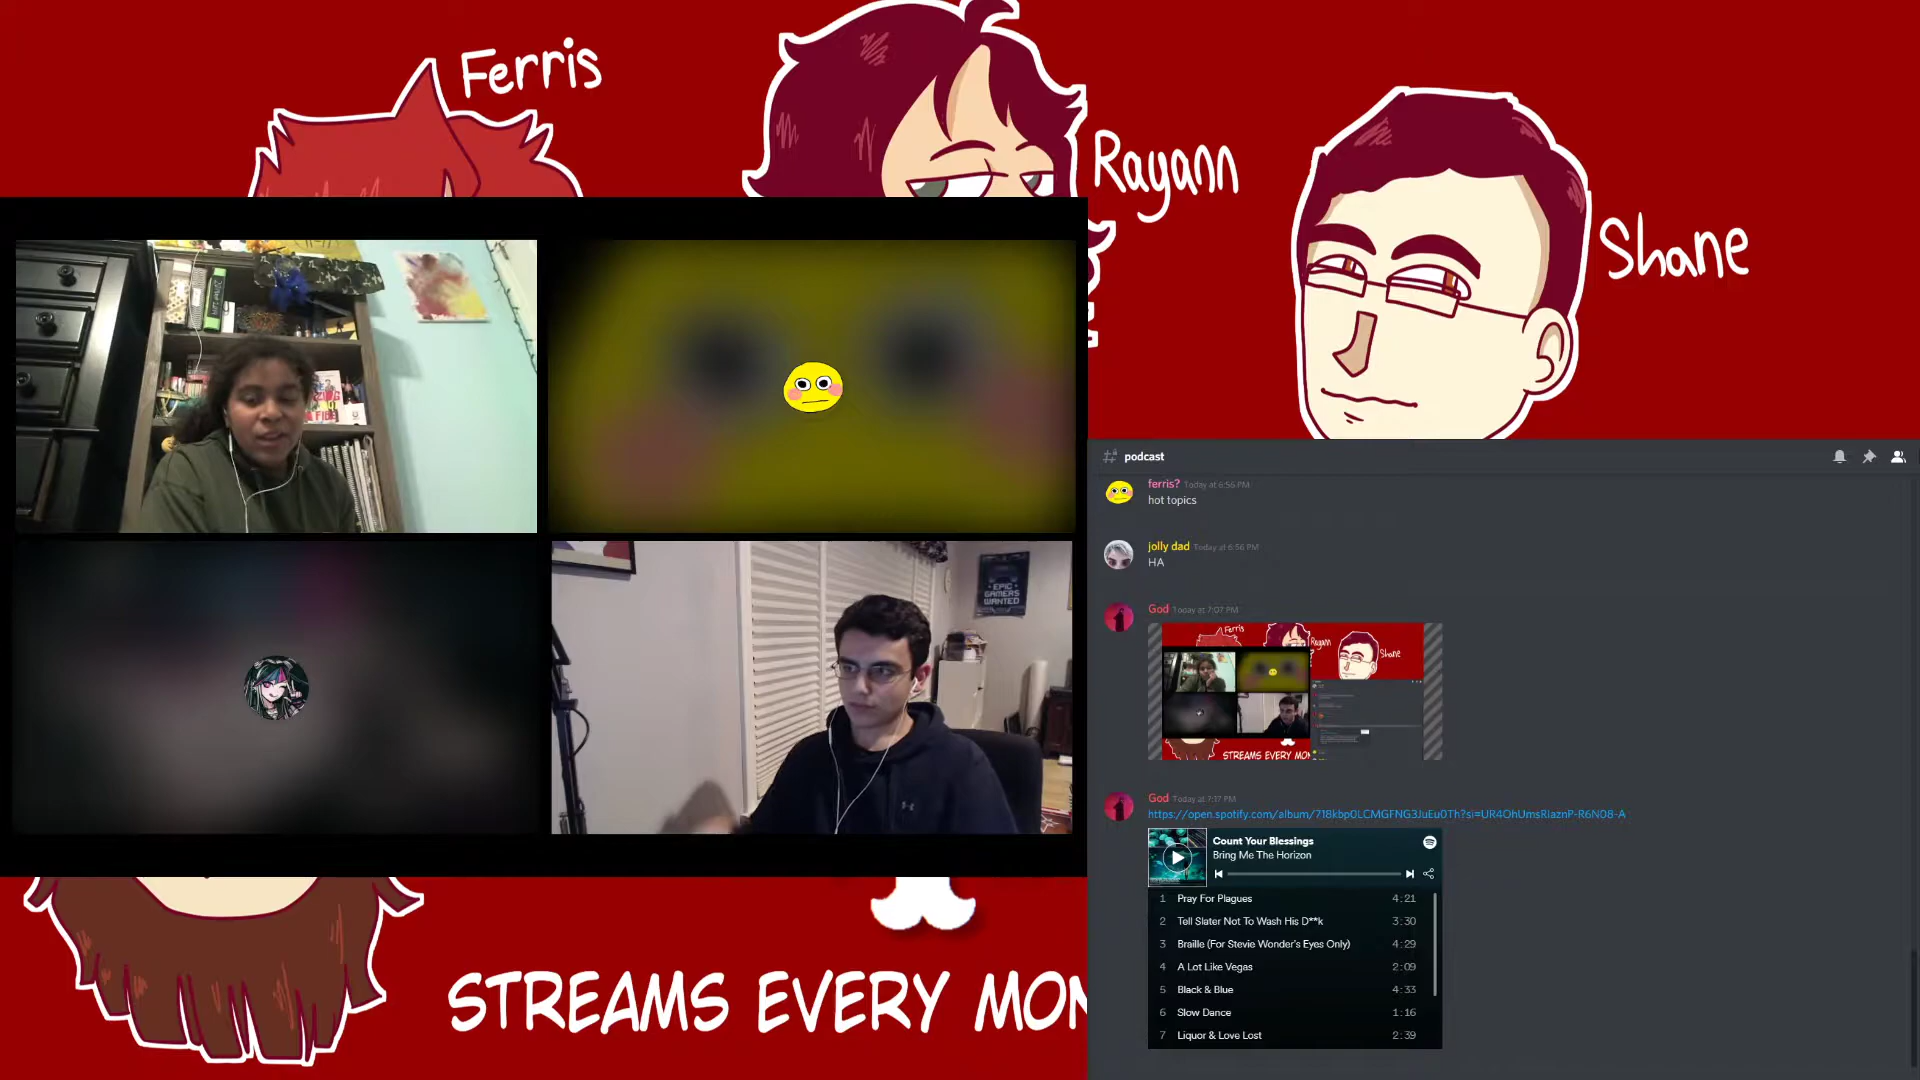 Ferris
Rayann
Shane
EPIC
GAMERS
WANTED
podcast
ferris? Today at 6:56 PM
hot topics
jolly dad Today at 6:56 PM
HA
God Today at 7:07 PM
Ferris
Rayann
Shane
STREAMS EVERY MON
God Today at 7:17 PM
https://open.spotify.com/album/718kbp0LCMGFNG3JuEu0Th?si=UR4OhUmsRiaznP-R6N08-A
Count Your Blessings
Bring Me The Horizon
1 Pray For Plagues 4:21
2 Tell Slater Not To Wash His D**k 3:30
3 Braille (For Stevie Wonder's Eyes Only) 4:29
4 A Lot Like Vegas 2:09
5 Black & Blue 4:33
6 Slow Dance 1:16
7 Liquor & Love Lost 2:39
STREAMS EVERY MON